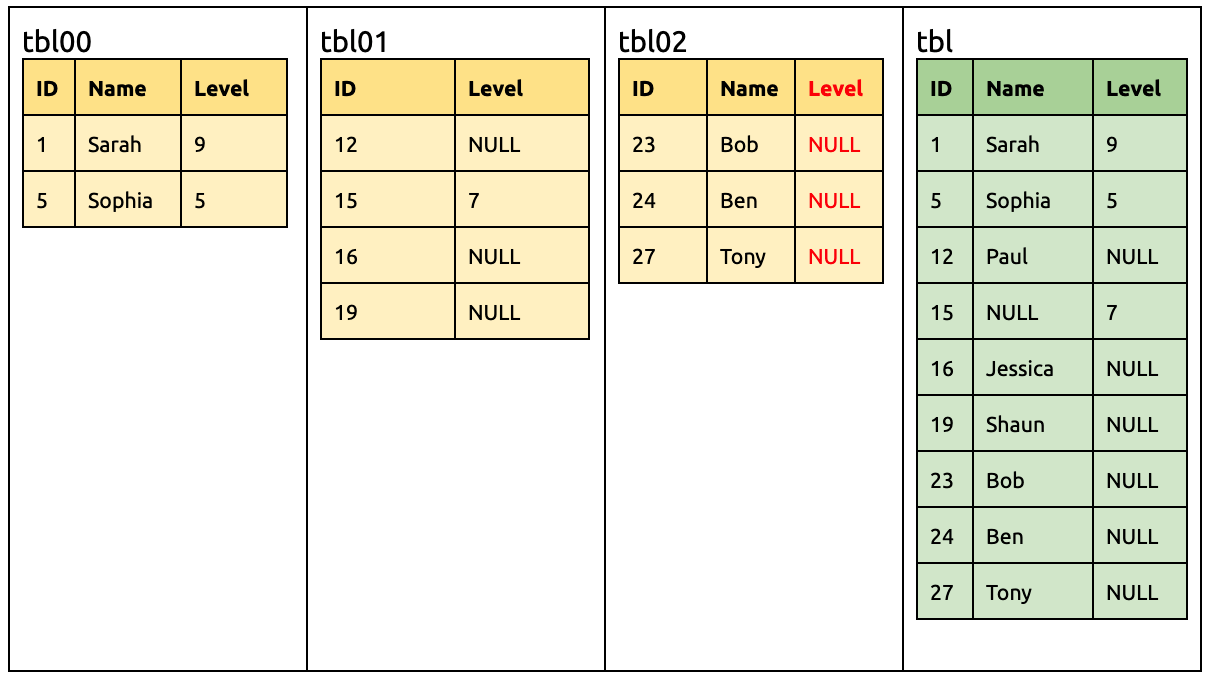 tbl00
ID Name Level
1 Sarah 9
5 Sophia 5
tbl01
ID Level
12 NULL
15 7
16 NULL
19 NULL
tbl02
ID Name Level
23 Bob NULL
24 Ben NULL
27 Tony NULL
tbl
ID Name Level
1 Sarah 9
5 Sophia 5
12 Paul NULL
15 NULL 7
16 Jessica NULL
19 Shaun NULL
23 Bob NULL
24 Ben NULL
27 Tony NULL